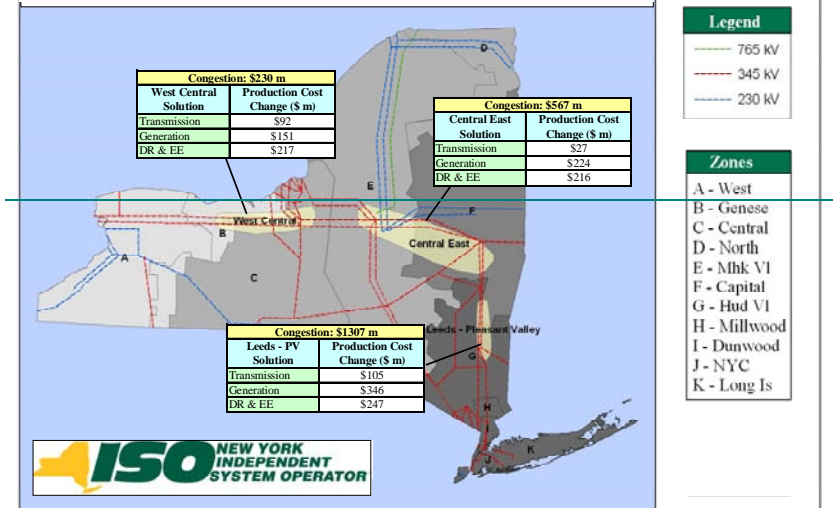 Legend
765 kV
345 kV
230 kV
Zones
A - West
B - Genese
C - Central
D - North
E - Mhk Vl
F - Capital
G - Hud Vl
H - Millwood
I - Dunwood
J - NYC
K - Long Is
D
Congestion: $230 m
West Central Solution Production Cost Change ($ m)
Transmission $92
Generation $151
DR & EE $217
Congestion: $567 m
Central East Solution Production Cost Change ($ m)
Transmission $27
Generation $224
DR & EE $216
E
F
West Central
B
Central East
A
C
Congestion: $1307 m
Leeds - PV Solution Production Cost Change ($ m)
Transmission $105
Generation $346
DR & EE $247
Leeds - Pleasant Valley
G
H
I
J
K
ISO
NEW YORK
INDEPENDENT
SYSTEM OPERATOR